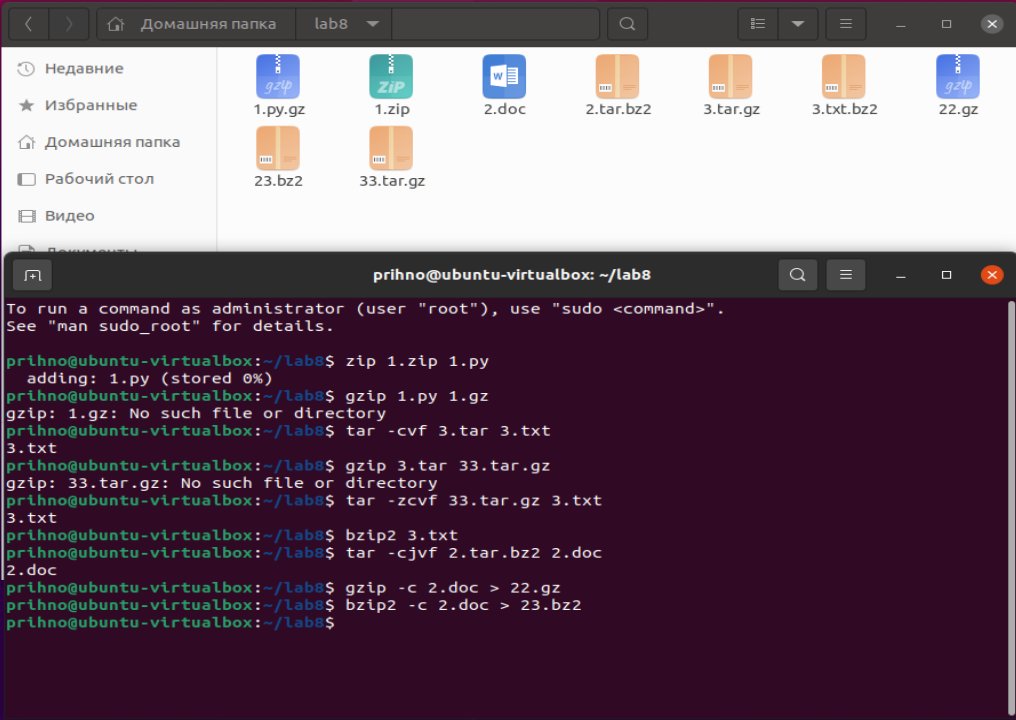 Домашняя папка lab8
Недавние
Избранные
Домашняя папка
Рабочий стол
Видео
Документы
gzip ZiP W gzip
1.py.gz 1.zip 2.doc 2.tar.bz2 3.tar.gz 3.txt.bz2 22.gz
23.bz2 33.tar.gz
prihno@ubuntu-virtualbox: ~/lab8
To run a command as administrator (user "root"), use "sudo <command>".
See "man sudo_root" for details.
prihno@ubuntu-virtualbox:~/lab8$ zip 1.zip 1.py
  adding: 1.py (stored 0%)
prihno@ubuntu-virtualbox:~/lab8$ gzip 1.py 1.gz
gzip: 1.gz: No such file or directory
prihno@ubuntu-virtualbox:~/lab8$ tar -cvf 3.tar 3.txt
3.txt
prihno@ubuntu-virtualbox:~/lab8$ gzip 3.tar 33.tar.gz
gzip: 33.tar.gz: No such file or directory
prihno@ubuntu-virtualbox:~/lab8$ tar -zcvf 33.tar.gz 3.txt
3.txt
prihno@ubuntu-virtualbox:~/lab8$ bzip2 3.txt
prihno@ubuntu-virtualbox:~/lab8$ tar -cjvf 2.tar.bz2 2.doc
2.doc
prihno@ubuntu-virtualbox:~/lab8$ gzip -c 2.doc > 22.gz
prihno@ubuntu-virtualbox:~/lab8$ bzip2 -c 2.doc > 23.bz2
prihno@ubuntu-virtualbox:~/lab8$